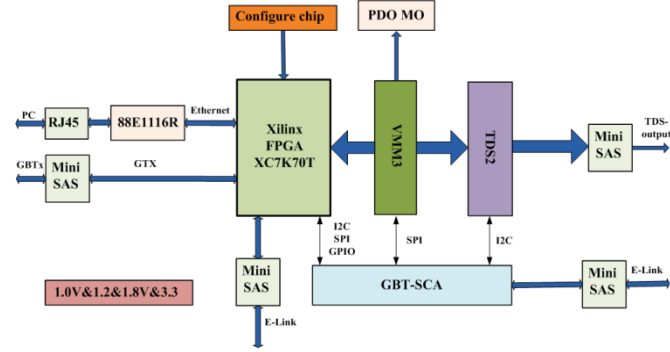 Configure chip
PDO MO
PC
RJ45
88E1116R
Ethernet
Xilinx
FPGA
XC7K70T
VMM3
TDS2
Mini
SAS
TDS-
output
GBTx
Mini
SAS
GTX
I2C
SPI
GPIO
SPI
I2C
Mini
SAS
GBT-SCA
Mini
SAS
E-Link
1.0V&1.2&1.8V&3.3
E-Link